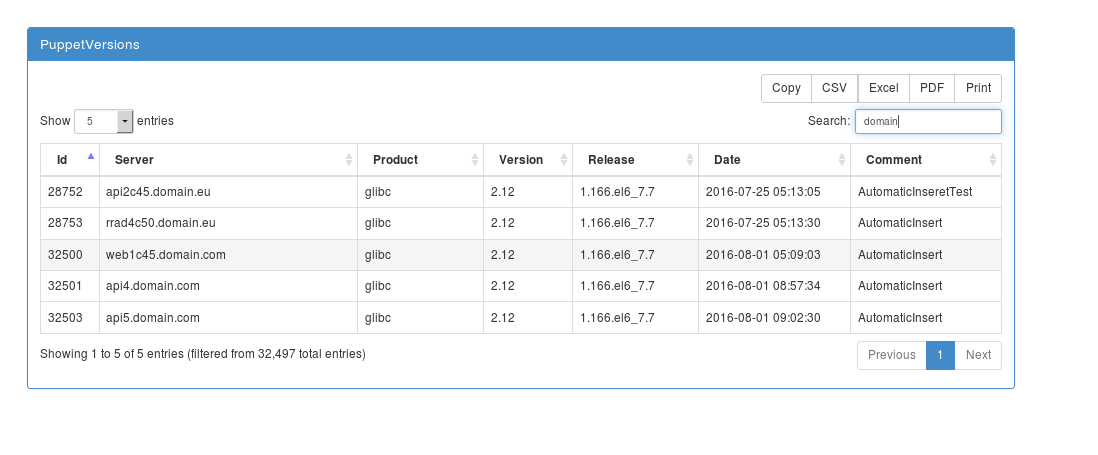 PuppetVersions
Copy CSV Excel PDF Print
Show 5 entries Search: domain
Id Server Product Version Release Date Comment
28752 api2c45.domain.eu glibc 2.12 1.166.el6_7.7 2016-07-25 05:13:05 AutomaticInseretTest
28753 rrad4c50.domain.eu glibc 2.12 1.166.el6_7.7 2016-07-25 05:13:30 AutomaticInsert
32500 web1c45.domain.com glibc 2.12 1.166.el6_7.7 2016-08-01 05:09:03 AutomaticInsert
32501 api4.domain.com glibc 2.12 1.166.el6_7.7 2016-08-01 08:57:34 AutomaticInsert
32503 api5.domain.com glibc 2.12 1.166.el6_7.7 2016-08-01 09:02:30 AutomaticInsert
Showing 1 to 5 of 5 entries (filtered from 32,497 total entries) Previous 1 Next